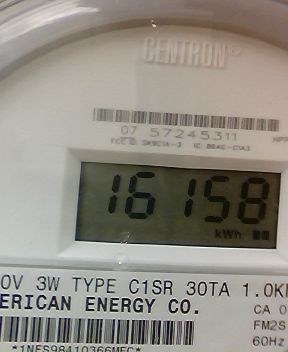 CENTRON®
07 57245311
16158
kWh
0V 3W TYPE C1SR 30TA 1.0K
ERICAN ENERGY CO.
CA 0
FM2S
60Hz
*1NES98410366MEC*